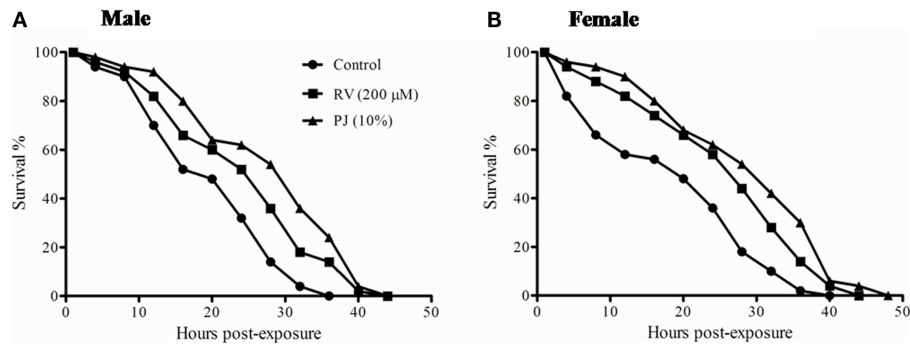 A Male
100
80
60
40
20
0
Survival %
0 10 20 30 40 50
Hours post-exposure
Control
RV (200 μM)
PJ (10%)
B Female
100
80
60
40
20
0
Survival %
0 10 20 30 40 50
Hours post-exposure